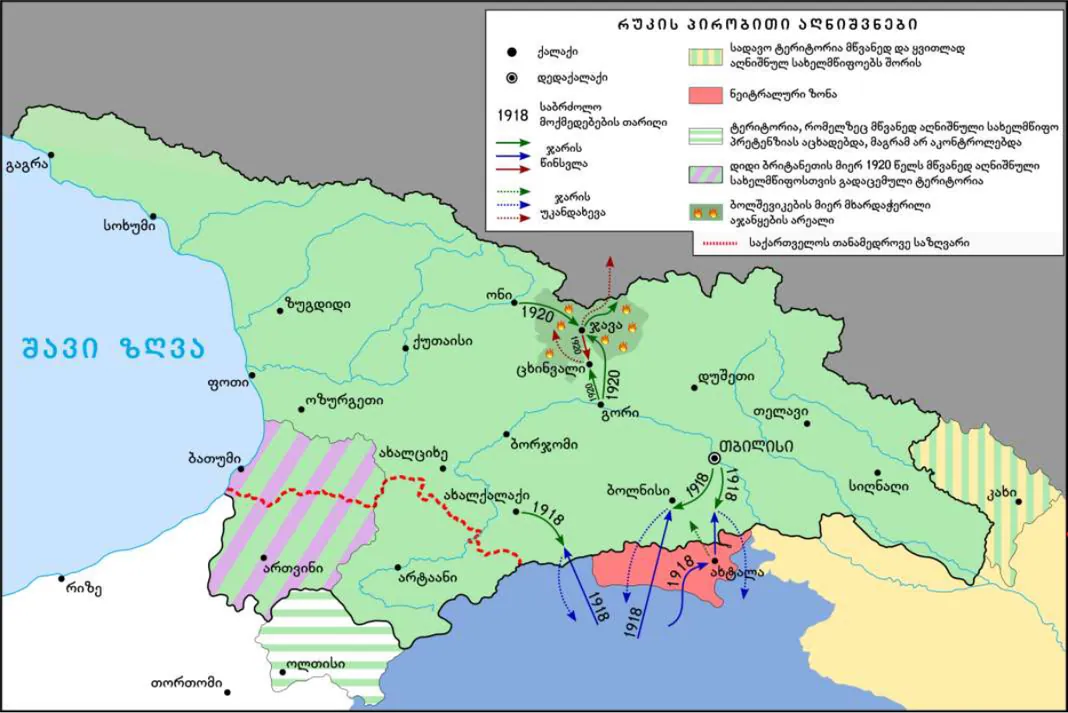 რუკის პირობითი აღნიშვნები
ქალაქი
დედაქალაქი
1918 საბრძოლო
მოქმედებების თარიღი
ჯარის
წინსვლა
ჯარის
უკანდახევა
სადავო ტერიტორია მწვანედ და ყვითლად
აღნიშნულ სახელმწიფოებს შორის
ნეიტრალური ზონა
ტერიტორია, რომელზეც მწვანედ აღნიშნული სახელმწიფო
პრეტენზიას აცხადებდა, მაგრამ არ აკონტროლებდა
დიდი ბრიტანეთის მიერ 1920 წელს მწვანედ აღნიშნული
სახელმწიფოსთვის გადაცემული ტერიტორია
ბოლშევიკების მიერ მხარდაჭერილი
აჯანყების არეალი
საქართველოს თანამედროვე საზღვარი
გაგრა
სოხუმი
ონი
ზუგდიდი
1920
ჯავა
ქუთაისი
1920
შავი ზღვა
ცხინვალი
ფოთი
1920
1920
დუშეთი
ოზურგეთი
გორი
თელავი
ბორჯომი
თბილისი
ახალციხე
ბათუმი
სიღნაღი
1918
1918
ბოლნისი
კახი
ახალქალაქი
1918
ართვინი
არტაანი
1918
ახტალა
რიზე
1918
1918
ოლთისი
თორთომი